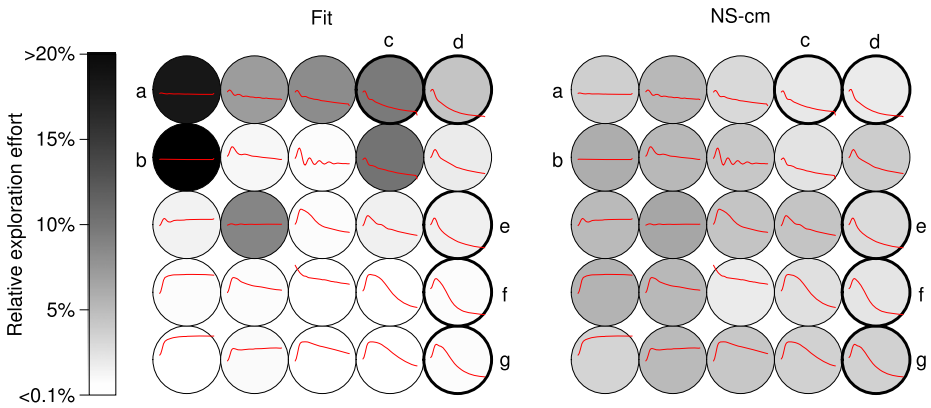 Fit
NS-cm
c d
c d
>20%
15%
10%
5%
<0.1%
Relative exploration effort
a
b
e
f
g
a
b
e
f
g